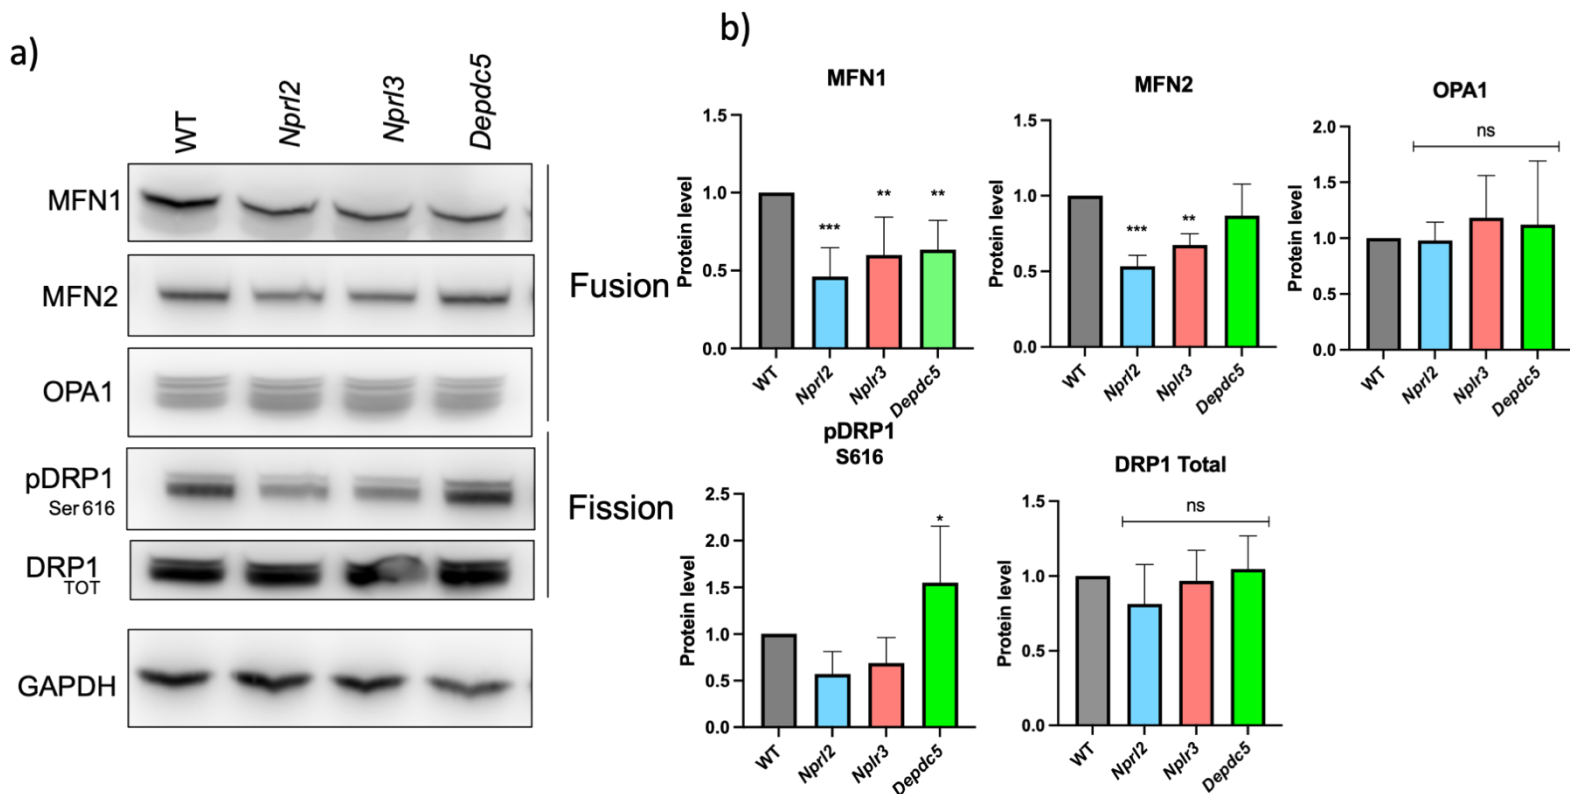 a)
WT
Nprl2
Nprl3
Depdc5
MFN1
MFN2
OPA1
pDRP1
Ser 616
DRP1
TOT
GAPDH
Fusion
Fission
b)
MFN1
Protein level
1.5
1.0
0.5
0.0
***
**
**
WT
Nprl2
Nplr3
Depdc5
MFN2
Protein level
1.5
1.0
0.5
0.0
***
**
WT
Nprl2
Nplr3
Depdc5
OPA1
Protein level
2.0
1.5
1.0
0.5
0.0
ns
WT
Nprl2
Nplr3
Depdc5
pDRP1
S616
Protein level
2.5
2.0
1.5
1.0
0.5
0.0
*
WT
Nprl2
Nplr3
Depdc5
DRP1 Total
Protein level
1.5
1.0
0.5
0.0
ns
WT
Nprl2
Nplr3
Depdc5